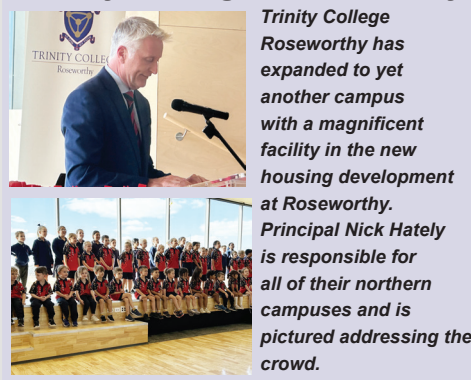 TRINITY COLLEG
Roseworthy
Trinity College
Roseworthy has
expanded to yet
another campus
with a magnificent
facility in the new
housing development
at Roseworthy.
Principal Nick Hately
is responsible for
all of their northern
campuses and is
pictured addressing the
crowd.